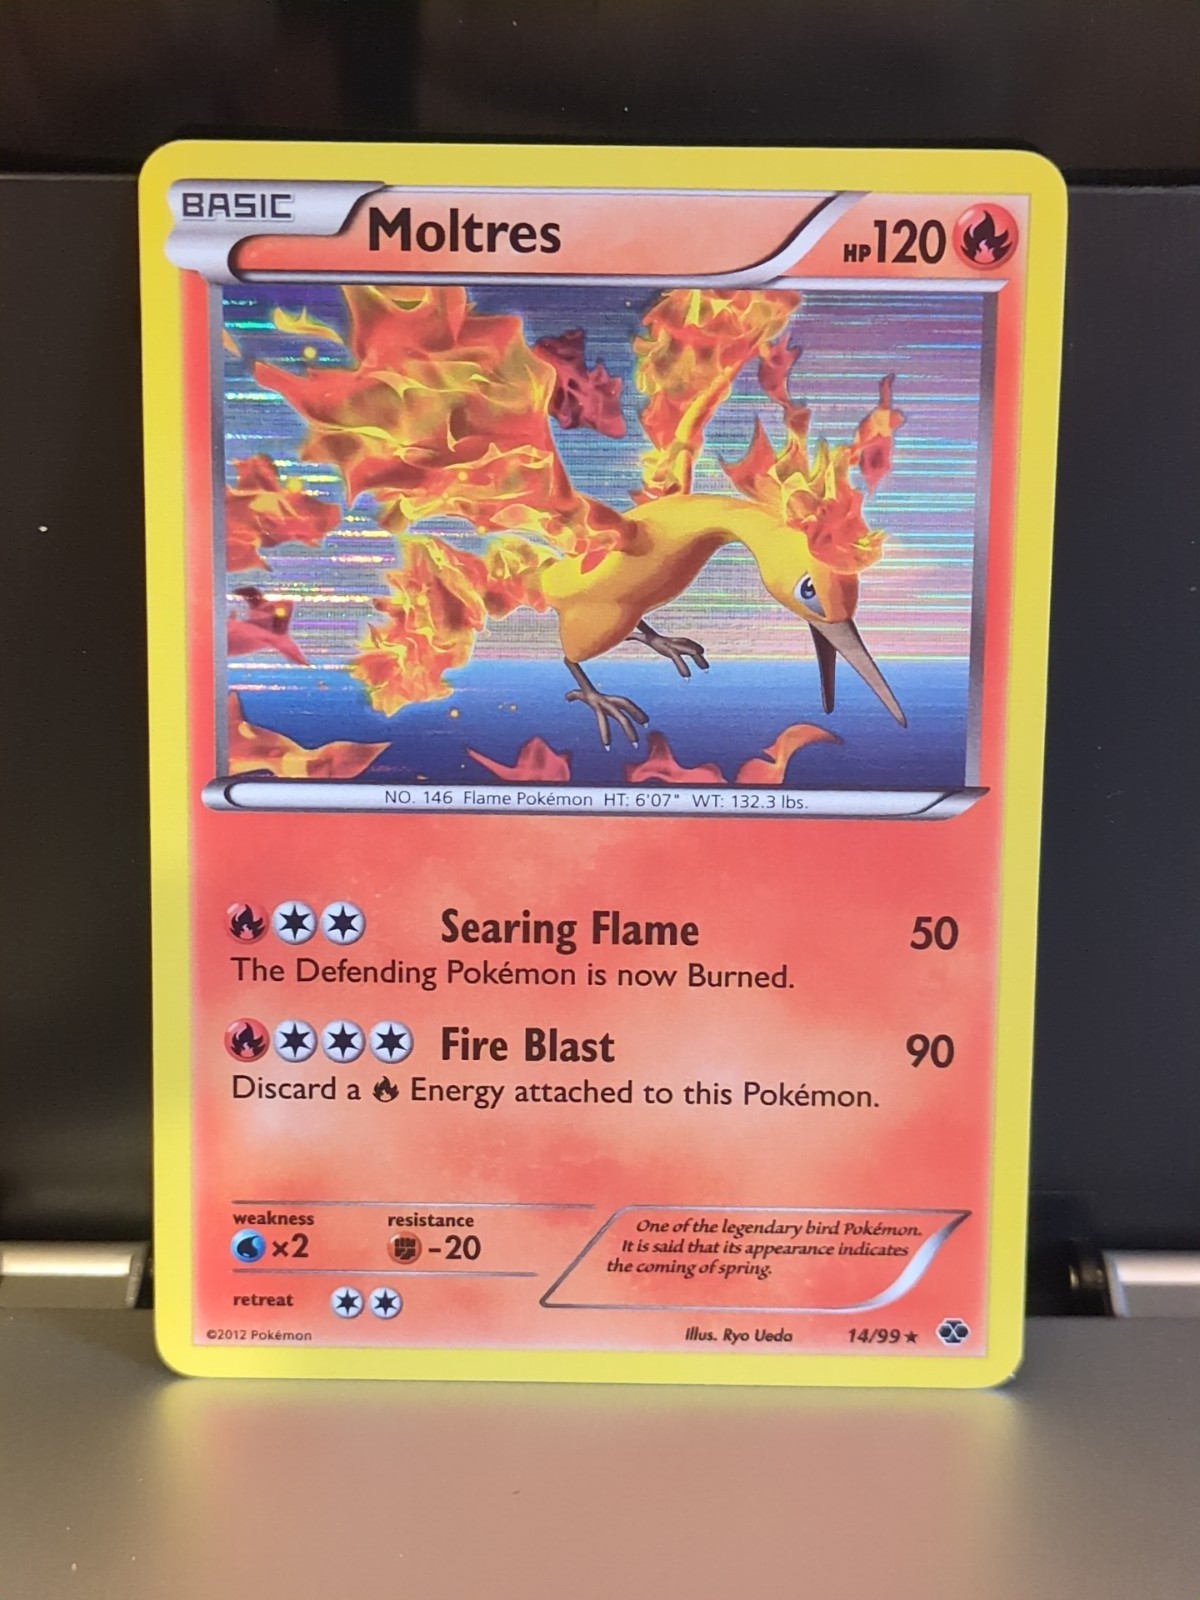 BASIC
Moltres
HP120
NO. 146 Flame Pokémon HT: 6'07" WT: 132.3 lbs.
Searing Flame 50
The Defending Pokémon is now Burned.
Fire Blast 90
Discard a Energy attached to this Pokémon.
weakness resistance
×2 -20
retreat
One of the legendary bird Pokémon.
It is said that its appearance indicates
the coming of spring.
©2012 Pokémon Illus. Ryo Ueda 14/99 ★